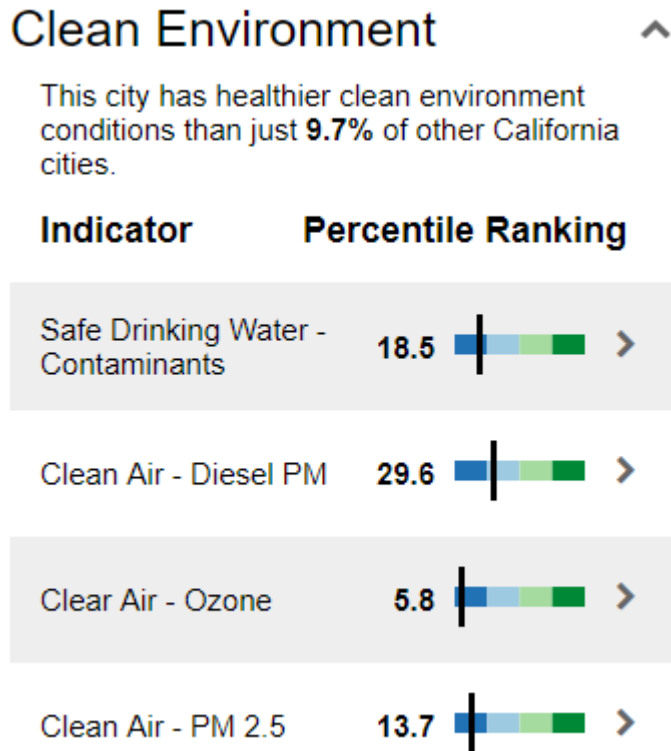 Clean Environment
This city has healthier clean environment
conditions than just 9.7% of other California
cities.
Indicator Percentile Ranking
Safe Drinking Water -
Contaminants
18.5
Clean Air - Diesel PM 29.6
Clear Air - Ozone 5.8
Clean Air - PM 2.5 13.7